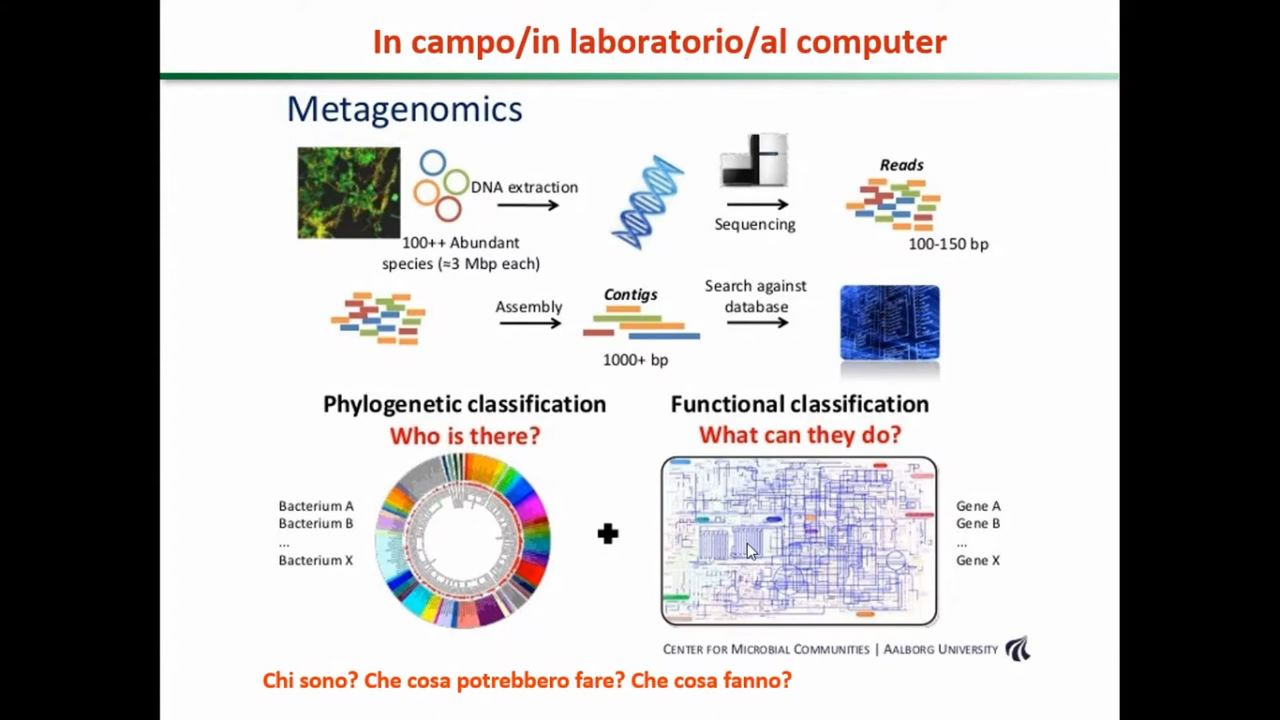 In campo/in laboratorio/al computer
Metagenomics
DNA extraction
100++ Abundant
species (≈3 Mbp each)
Sequencing
Reads
100-150 bp
Assembly
Contigs
1000+ bp
Search against
database
Phylogenetic classification
Who is there?
Bacterium A
Bacterium B
...
Bacterium X
Functional classification
What can they do?
Gene A
Gene B
...
Gene X
CENTER FOR MICROBIAL COMMUNITIES | AALBORG UNIVERSITY
Chi sono? Che cosa potrebbero fare? Che cosa fanno?